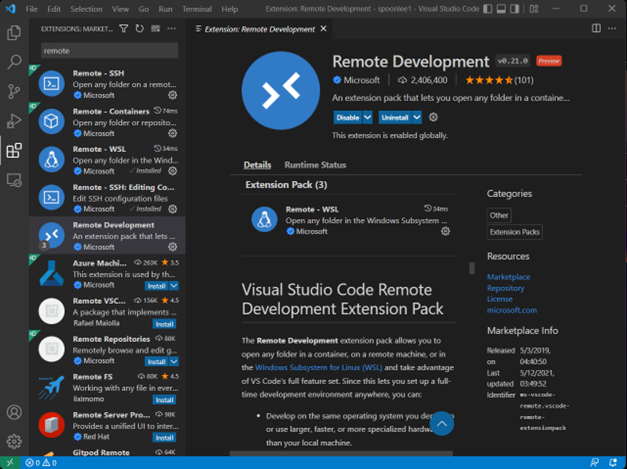 File Edit Selection View Go Run Terminal Help Extension: Remote Development - spoonlee1 - Visual Studio Code
EXTENSIONS: MARKET...
remote
Remote - SSH
Open any folder on a remot...
Microsoft
Remote - Containers 74ms
Open any folder or reposito...
Microsoft
Remote - WSL 34ms
Open any folder in the Wind...
Microsoft Installed
Remote - SSH: Editing Co...
Edit SSH configuration files
Microsoft Installed
Remote Development
An extension pack that lets ...
Microsoft
3
Azure Machi... 263K 3.5
This extension is used by th...
Microsoft Install
Remote VSC... 156K 4.5
A package that implements ...
Rafael Maiolla Install
Remote Repositories 88K
Remotely browse and edit g...
Microsoft Install
Remote FS 88K 4.5
Working with any file in ever...
liximomo Install
Remote Server Pro... 98K
Provides a unified UI to inter...
Red Hat Install
Gitpod Remote 64K
Extension: Remote Development
Remote Development v0.21.0 Preview
Microsoft 2,406,400 (101)
An extension pack that lets you open any folder in a containe...
Disable Uninstall
This extension is enabled globally.
Details Runtime Status
Extension Pack (3)
Remote - WSL 34ms
Open any folder in the Windows Subsystem ...
Microsoft
Visual Studio Code Remote
Development Extension Pack
The Remote Development extension pack allows you to
open any folder in a container, on a remote machine, or in
the Windows Subsystem for Linux (WSL) and take advantage
of VS Code's full feature set. Since this lets you set up a full-
time development environment anywhere, you can:
• Develop on the same operating system you dep to
or use larger, faster, or more specialized hardwa
than your local machine.
Categories
Other
Extension Packs
Resources
Marketplace
Repository
License
microsoft.com
Marketplace Info
Released 5/3/2019,
on 04:40:50
Last 5/12/2021,
updated 03:49:52
Identifier ms-vscode-
remote.vscode-
remote-
extensionpack
0 0